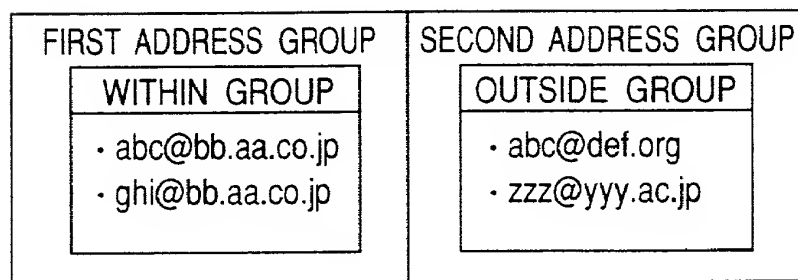 FIRST ADDRESS GROUP
WITHIN GROUP
· abc@bb.aa.co.jp
· ghi@bb.aa.co.jp
SECOND ADDRESS GROUP
OUTSIDE GROUP
· abc@def.org
· zzz@yyy.ac.jp